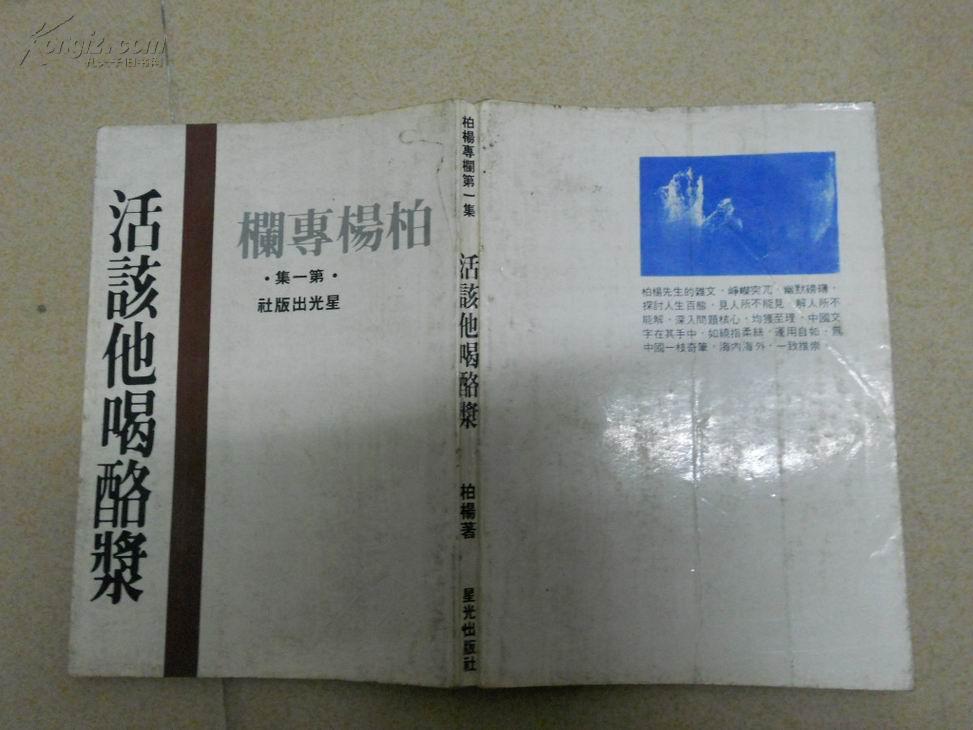 Kongfz.com
孔夫子旧书网
活該他喝酪漿
柏楊專欄
•第一集•
星光出版社
柏楊專欄第一集
活該他喝酪漿
柏楊著
星光出版社
柏楊先生的雜文，崢嶸突兀，幽默磅礴，
探討人生百態，見人所不能見，解人所不
能解，深入問題核心，均獲至理，中國文
字在其手中，如繞指柔絲，運用自如，爲
中國一枝奇筆，海內海外，一致推崇。